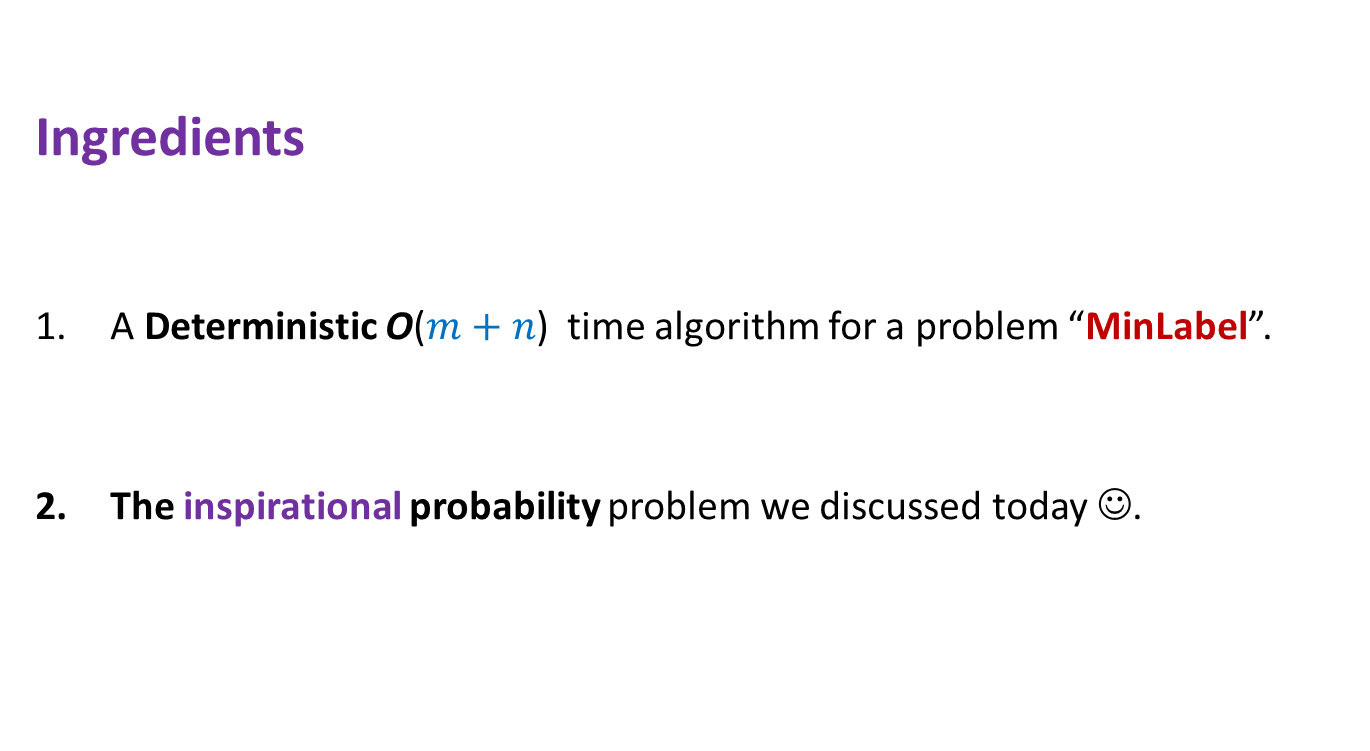 Ingredients
1. A Deterministic O(m + n) time algorithm for a problem “MinLabel”.
2. The inspirational probability problem we discussed today ☺.